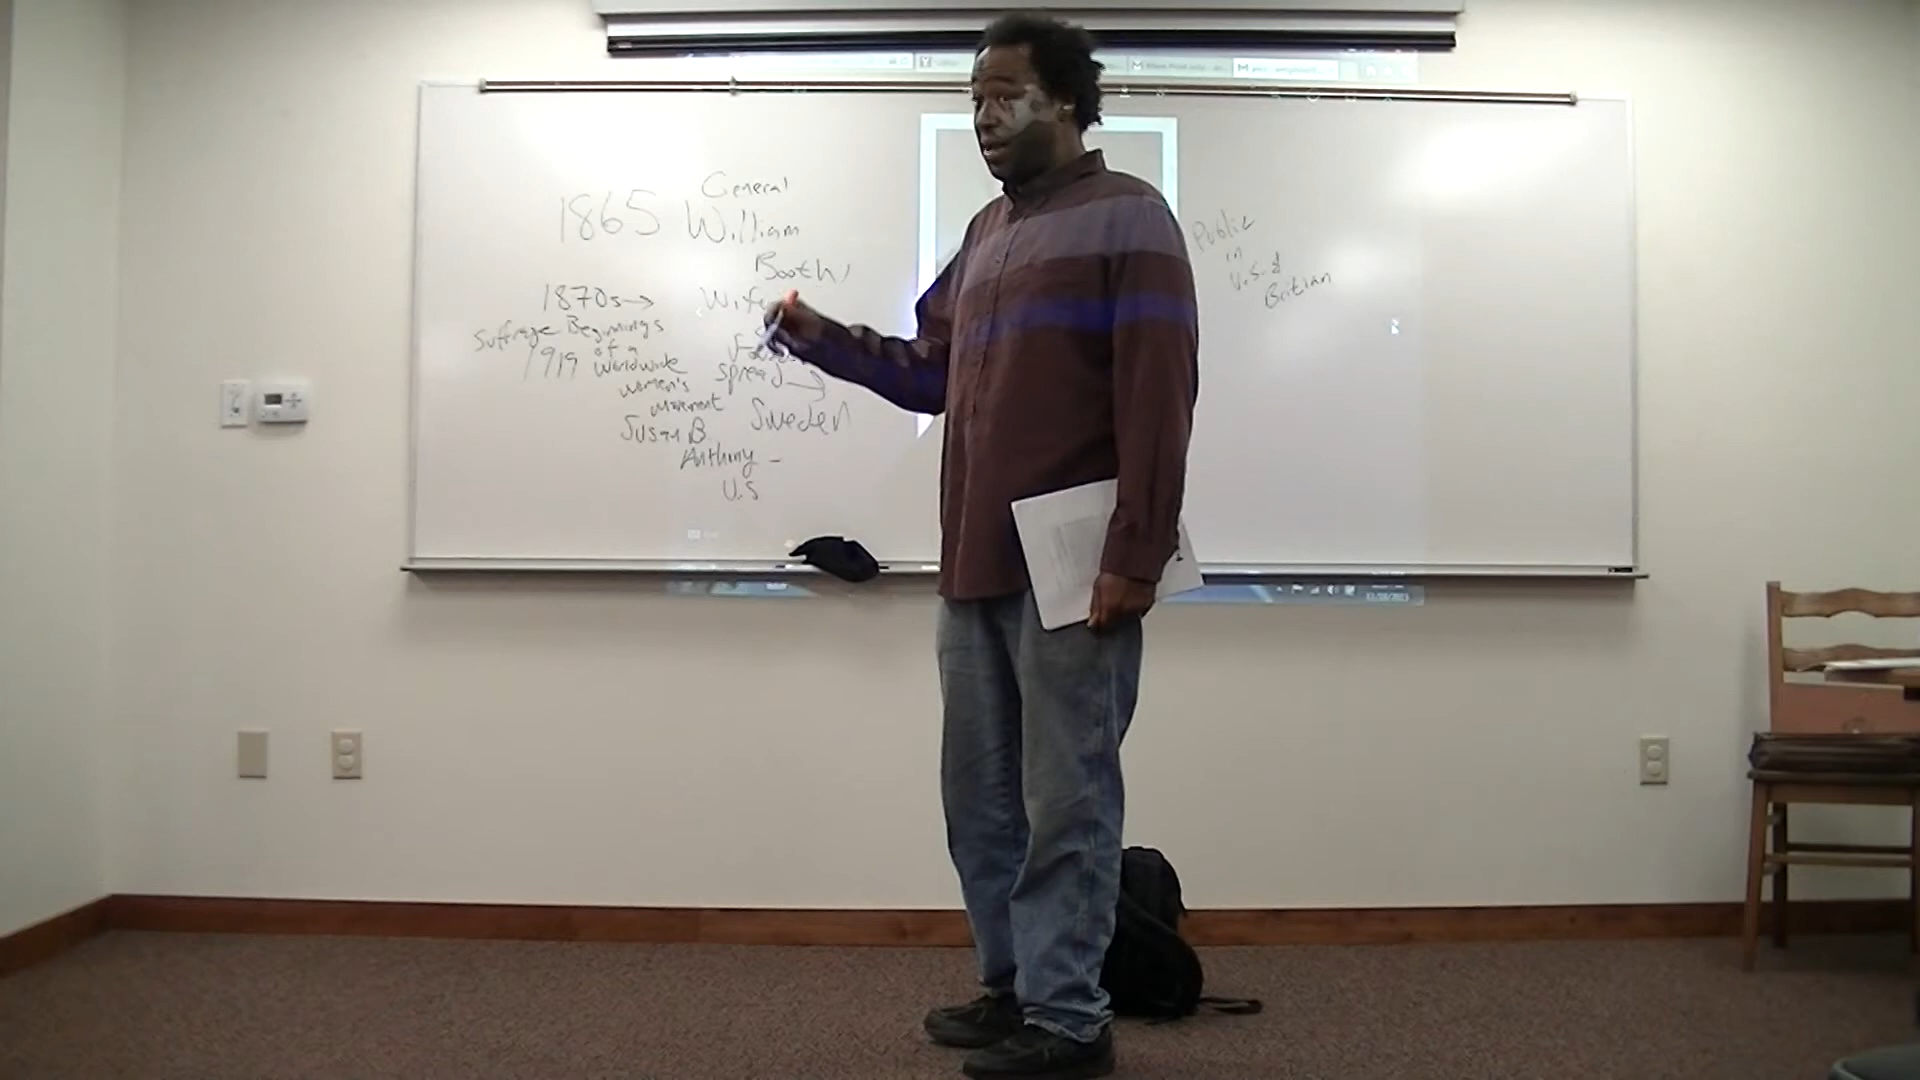 General
1865 William
Booth,
1870s→
Suffrage Beginnings
1919 of a
worldwide
women's
movement
spread
Sweden
Susan B
Anthony -
U.S
Public
in
U.S. &
Britian